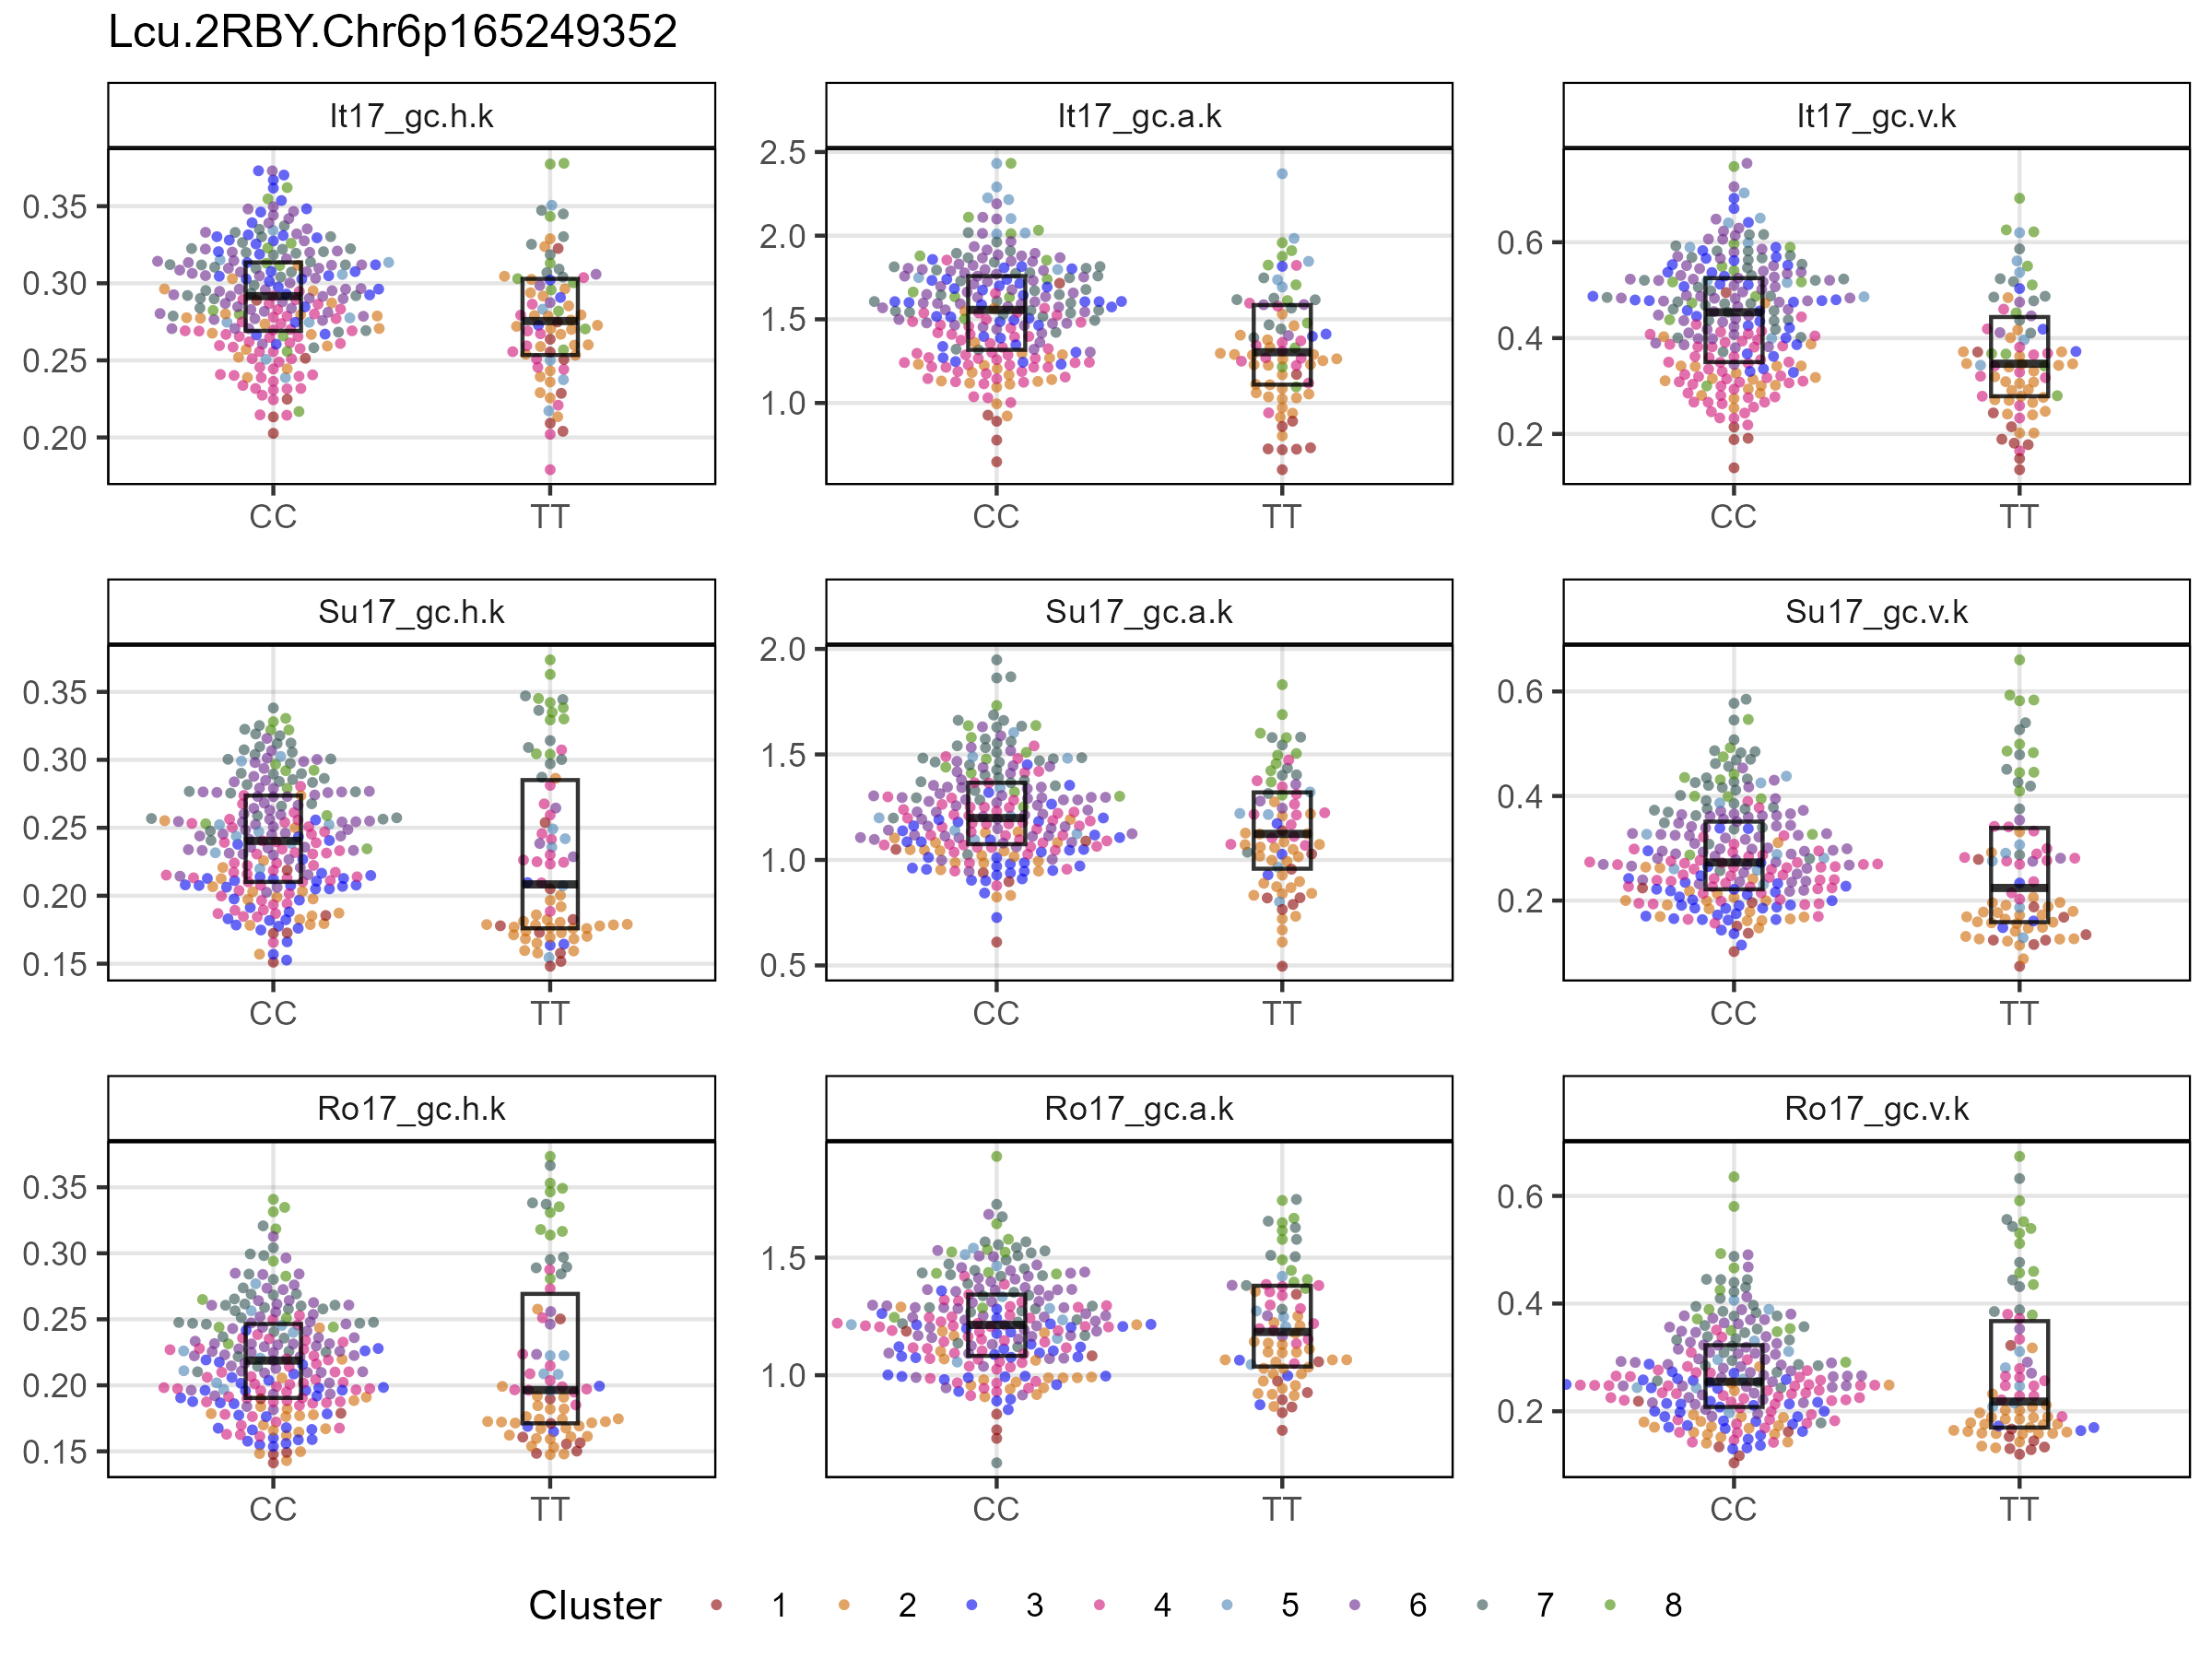 Lcu.2RBY.Chr6p165249352
It17_gc.h.k It17_gc.a.k It17_gc.v.k
0.35 0.30 0.25 0.20
2.5 2.0 1.5 1.0
0.6 0.4 0.2
CC TT CC TT CC TT
Su17_gc.h.k Su17_gc.a.k Su17_gc.v.k
0.35 0.30 0.25 0.20 0.15
2.0 1.5 1.0 0.5
0.6 0.4 0.2
CC TT CC TT CC TT
Ro17_gc.h.k Ro17_gc.a.k Ro17_gc.v.k
0.35 0.30 0.25 0.20 0.15
1.5 1.0
0.6 0.4 0.2
CC TT CC TT CC TT
Cluster 1 2 3 4 5 6 7 8